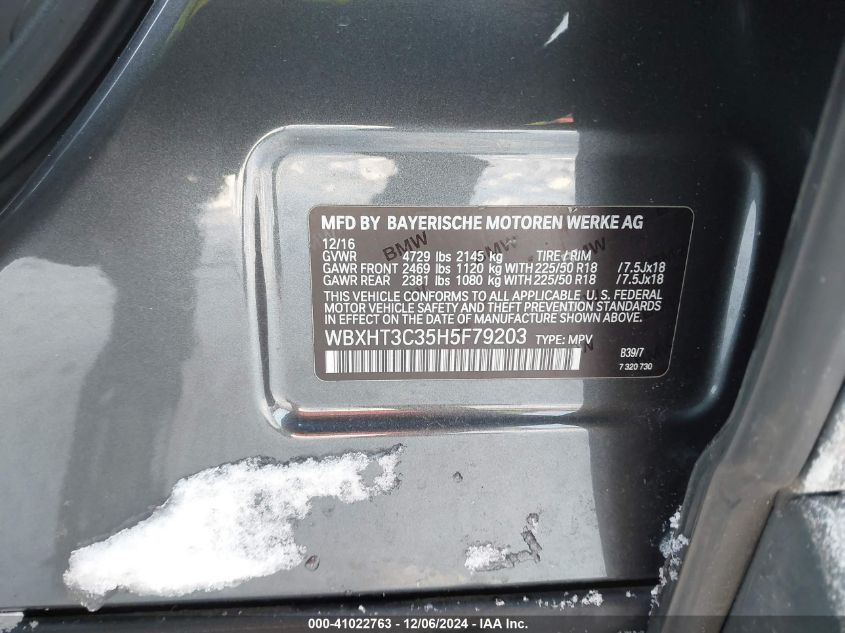 MFD BY BAYERISCHE MOTOREN WERKE AG
12/16
GVWR 4729 lbs 2145 kg TIRE / RIM
GAWR FRONT 2469 lbs 1120 kg WITH 225/50 R18 /7.5Jx18
GAWR REAR 2381 lbs 1080 kg WITH 225/50 R18 /7.5Jx18
THIS VEHICLE CONFORMS TO ALL APPLICABLE U. S. FEDERAL
MOTOR VEHICLE SAFETY AND THEFT PREVENTION STANDARDS
IN EFFECT ON THE DATE OF MANUFACTURE SHOWN ABOVE.
WBXHT3C35H5F79203 TYPE: MPV
B39/7
7 320 730
BMW BMW BMW
000-41022763 - 12/06/2024 - IAA Inc.